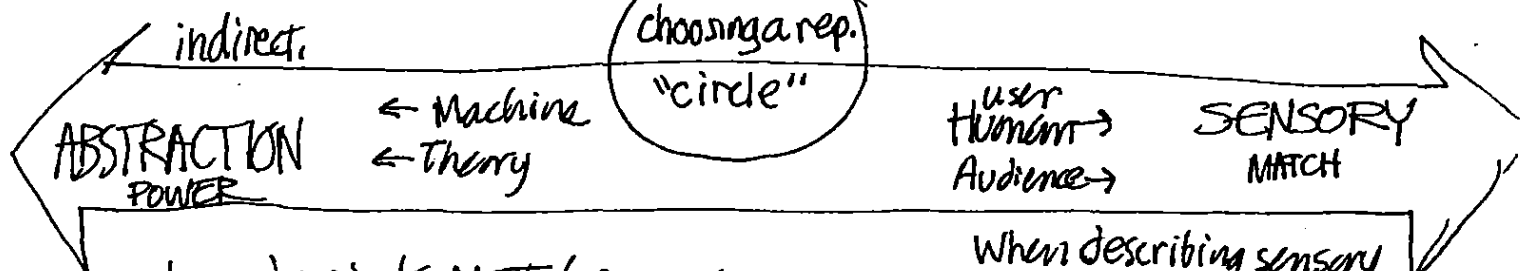 indirect.
choosing a rep.
"circle"
← Machine
← Theory
ABSTRACTION
POWER
user
Human →
Audience →
SENSORY
MATCH
When describing sensory